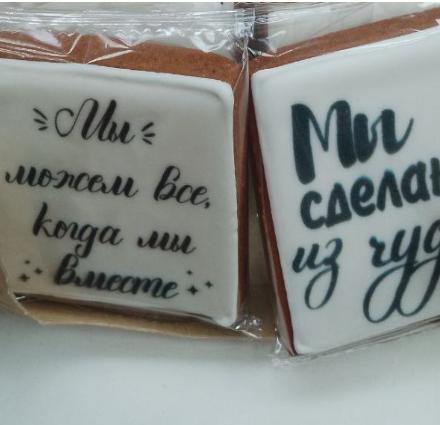 Мы
можем все,
когда мы
вместе
Мы
сделан
из чуд